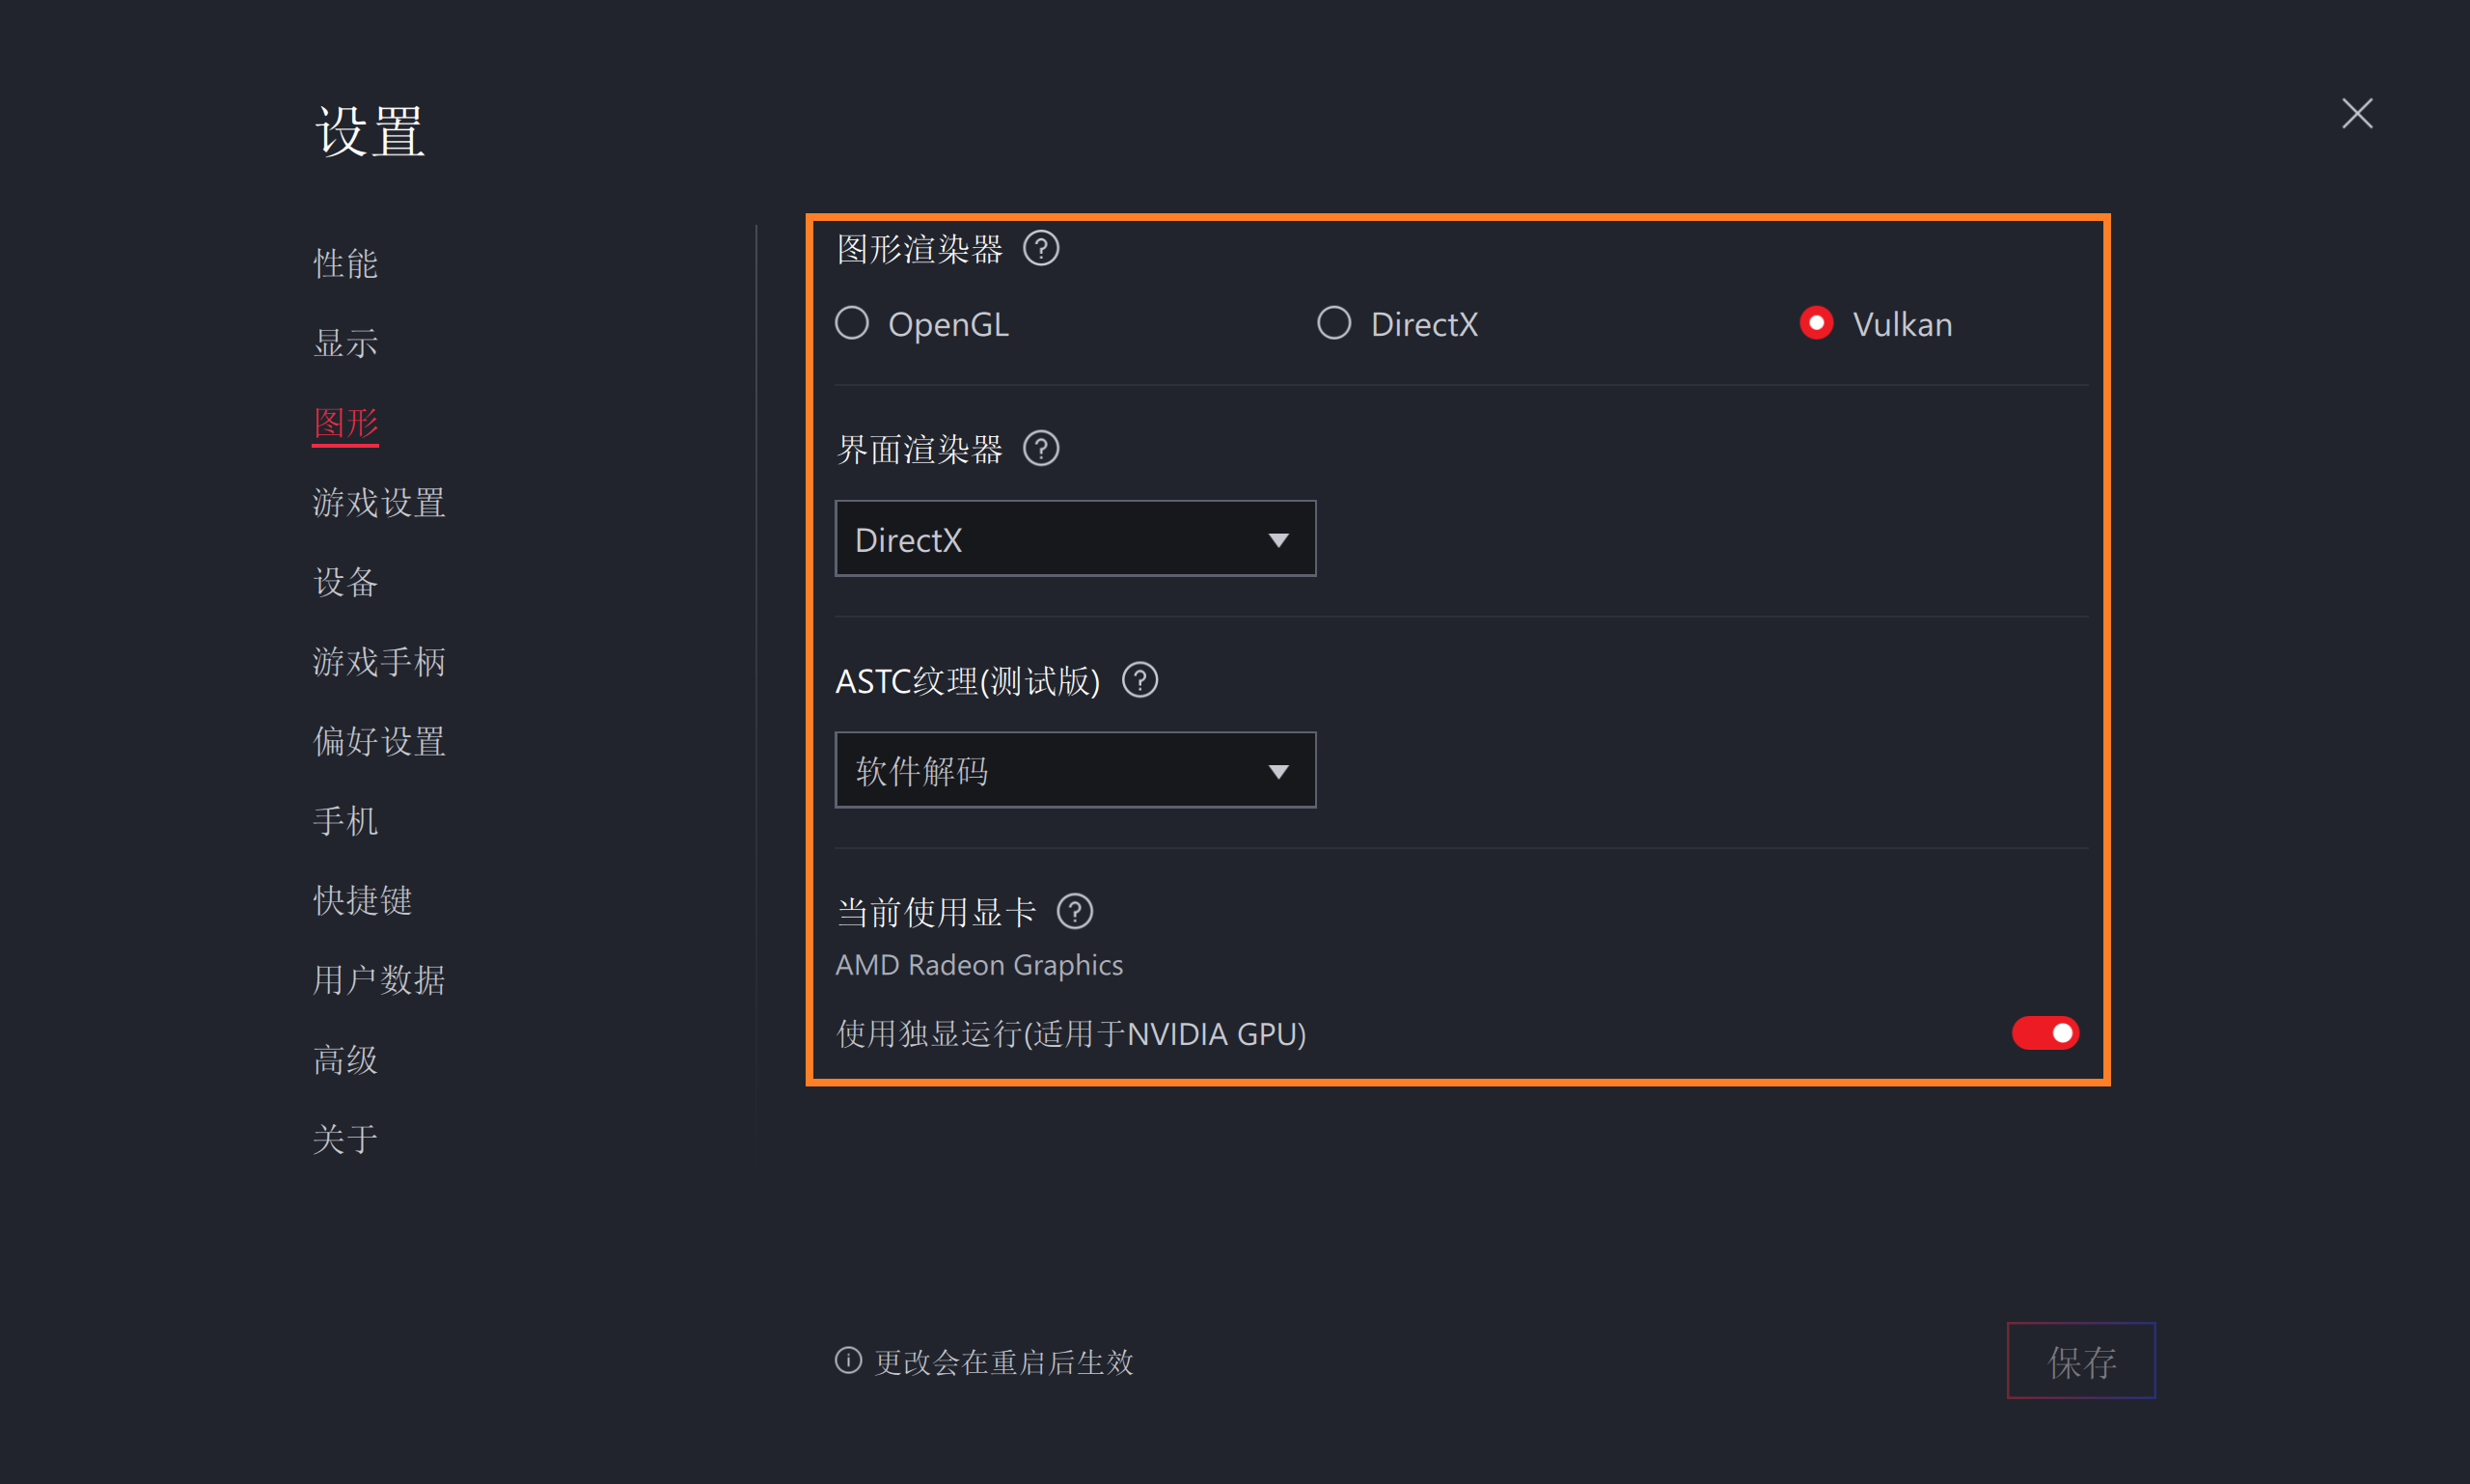 设置
性能
显示
图形
游戏设置
设备
游戏手柄
偏好设置
手机
快捷键
用户数据
高级
关于
图形渲染器 ?
OpenGL DirectX Vulkan
界面渲染器 ?
DirectX
ASTC纹理(测试版) ?
软件解码
当前使用显卡 ?
AMD Radeon Graphics
使用独显运行(适用于NVIDIA GPU)
更改会在重启后生效
保存